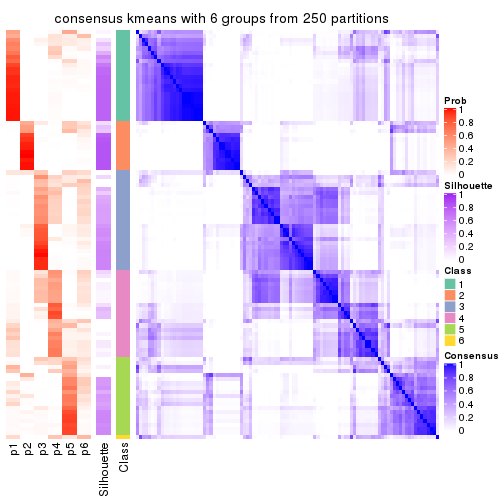 consensus kmeans with 6 groups from 250 partitions
Prob
1
0.8
0.6
0.4
0.2
0
Silhouette
1
0.8
0.6
0.4
0.2
0
Class
1
2
3
4
5
6
Consensus
1
0.8
0.6
0.4
0.2
0
p1
p2
p3
p4
p5
p6
Silhouette
Class